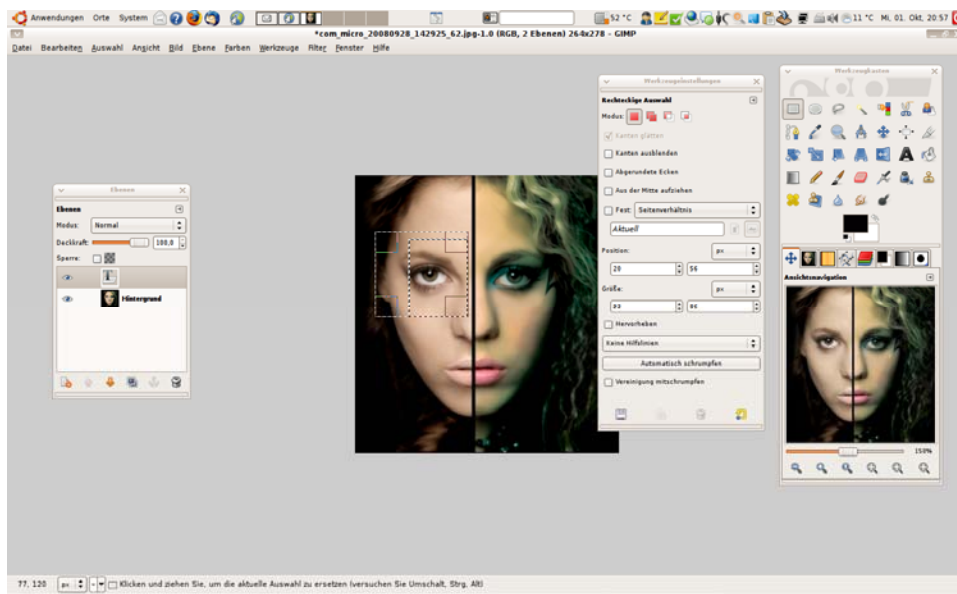 Anwendungen Orte System
52 °C
11 °C Mi, 01. Okt, 20:57
*com_micro_20080928_142925_62.jpg-1.0 (RGB, 2 Ebenen) 264x278 – GIMP
Datei Bearbeiten Auswahl Ansicht Bild Ebene Farben Werkzeuge Filter Fenster Hilfe
Ebenen
Ebenen
Modus: Normal
Deckkraft: 100,0
Sperre:
Hintergrund
Werkzeugeinstellungen
Rechteckige Auswahl
Modus:
Kanten glätten
Kanten ausblenden
Abgerundete Ecken
Aus der Mitte aufziehen
Fest: Seitenverhältnis
Aktuell
Position: px
20 56
Größe: px
Hervorheben
Keine Hilfslinien
Automatisch schrumpfen
Vereinigung mitschrumpfen
Werkzeugkasten
Ansichtsnavigation
150%
77, 120 px Klicken und ziehen Sie, um die aktuelle Auswahl zu ersetzen (versuchen Sie Umschalt, Strg, Alt)